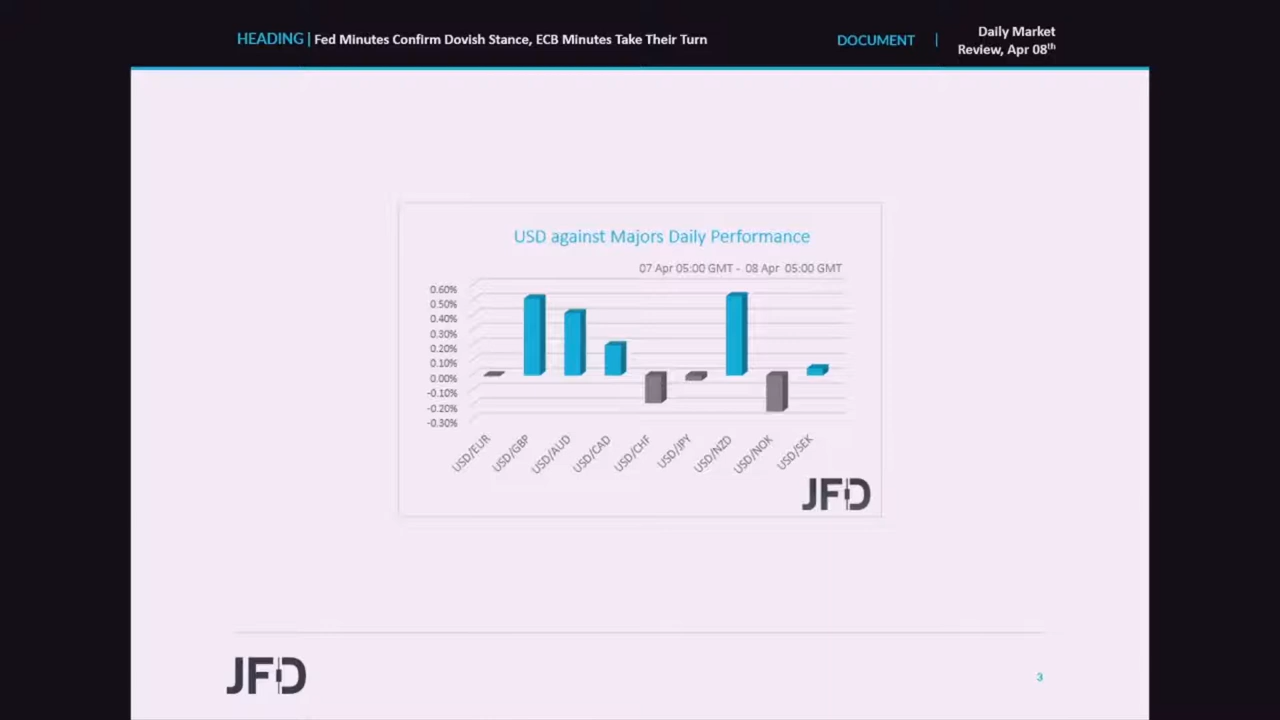 HEADING | Fed Minutes Confirm Dovish Stance, ECB Minutes Take Their Turn
DOCUMENT |
Daily Market
Review, Apr 08th
USD against Majors Daily Performance
07 Apr 05:00 GMT - 08 Apr 05:00 GMT
0.60%
0.50%
0.40%
0.30%
0.20%
0.10%
0.00%
-0.10%
-0.20%
-0.30%
USD/EUR
USD/GBP
USD/AUD
USD/CAD
USD/CHF
USD/JPY
USD/NZD
USD/NOK
USD/SEK
JFD
JFD
3